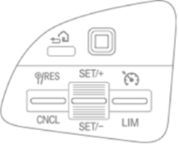 /RES
SET/+
CNCL
SET/−
LIM